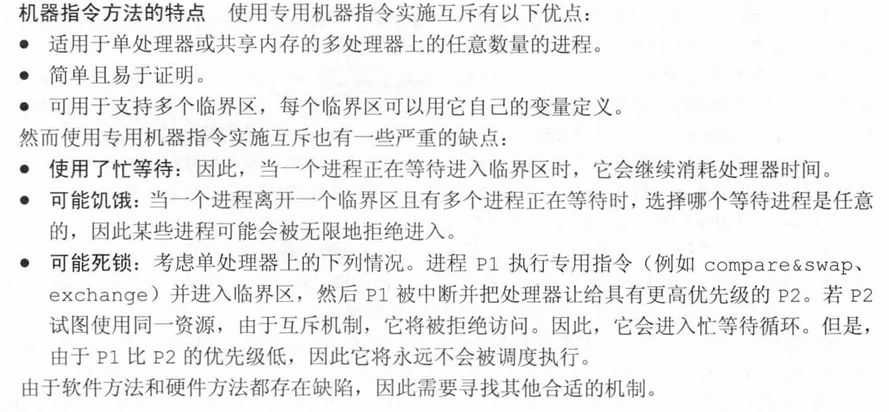 机器指令方法的特点 使用专用机器指令实施互斥有以下优点：
● 适用于单处理器或共享内存的多处理器上的任意数量的进程。
● 简单且易于证明。
● 可用于支持多个临界区，每个临界区可以用它自己的变量定义。
然而使用专用机器指令实施互斥也有一些严重的缺点：
● 使用了忙等待：因此，当一个进程正在等待进入临界区时，它会继续消耗处理器时间。
● 可能饥饿：当一个进程离开一个临界区且有多个进程正在等待时，选择哪个等待进程是任意
的，因此某些进程可能会被无限地拒绝进入。
● 可能死锁：考虑单处理器上的下列情况。进程 P1 执行专用指令（例如 compare&swap、
exchange）并进入临界区，然后 P1 被中断并把处理器让给具有更高优先级的 P2。若 P2
试图使用同一资源，由于互斥机制，它将被拒绝访问。因此，它会进入忙等待循环。但是，
由于 P1 比 P2 的优先级低，因此它将永远不会被调度执行。
由于软件方法和硬件方法都存在缺陷，因此需要寻找其他合适的机制。